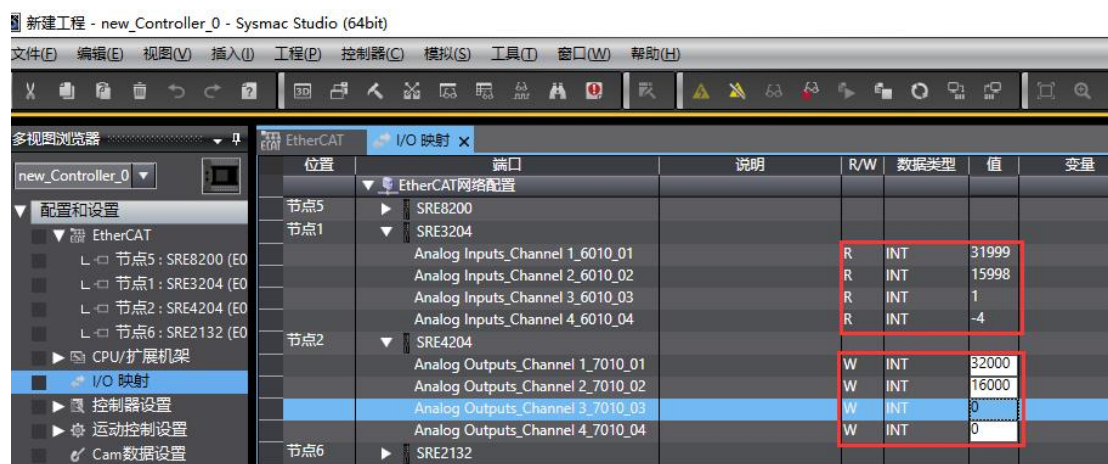 新建工程 - new_Controller_0 - Sysmac Studio (64bit)
文件(F) 编辑(E) 视图(V) 插入(I) 工程(P) 控制器(C) 模拟(S) 工具(T) 窗口(W) 帮助(H)
3D
多视图浏览器
new_Controller_0
配置和设置
EtherCAT
节点5 : SRE8200 (E0
节点1 : SRE3204 (E0
节点2 : SRE4204 (E0
节点6 : SRE2132 (E0
CPU/扩展机架
I/O 映射
控制器设置
运动控制设置
Cam数据设置
EtherCAT I/O 映射
位置 端口 说明 R/W 数据类型 值 变量
EtherCAT网络配置
节点5 SRE8200
节点1 SRE3204
Analog Inputs_Channel 1_6010_01 R INT 31999
Analog Inputs_Channel 2_6010_02 R INT 15998
Analog Inputs_Channel 3_6010_03 R INT 1
Analog Inputs_Channel 4_6010_04 R INT -4
节点2 SRE4204
Analog Outputs_Channel 1_7010_01 W INT 32000
Analog Outputs_Channel 2_7010_02 W INT 16000
Analog Outputs_Channel 3_7010_03 W INT 0
Analog Outputs_Channel 4_7010_04 W INT 0
节点6 SRE2132